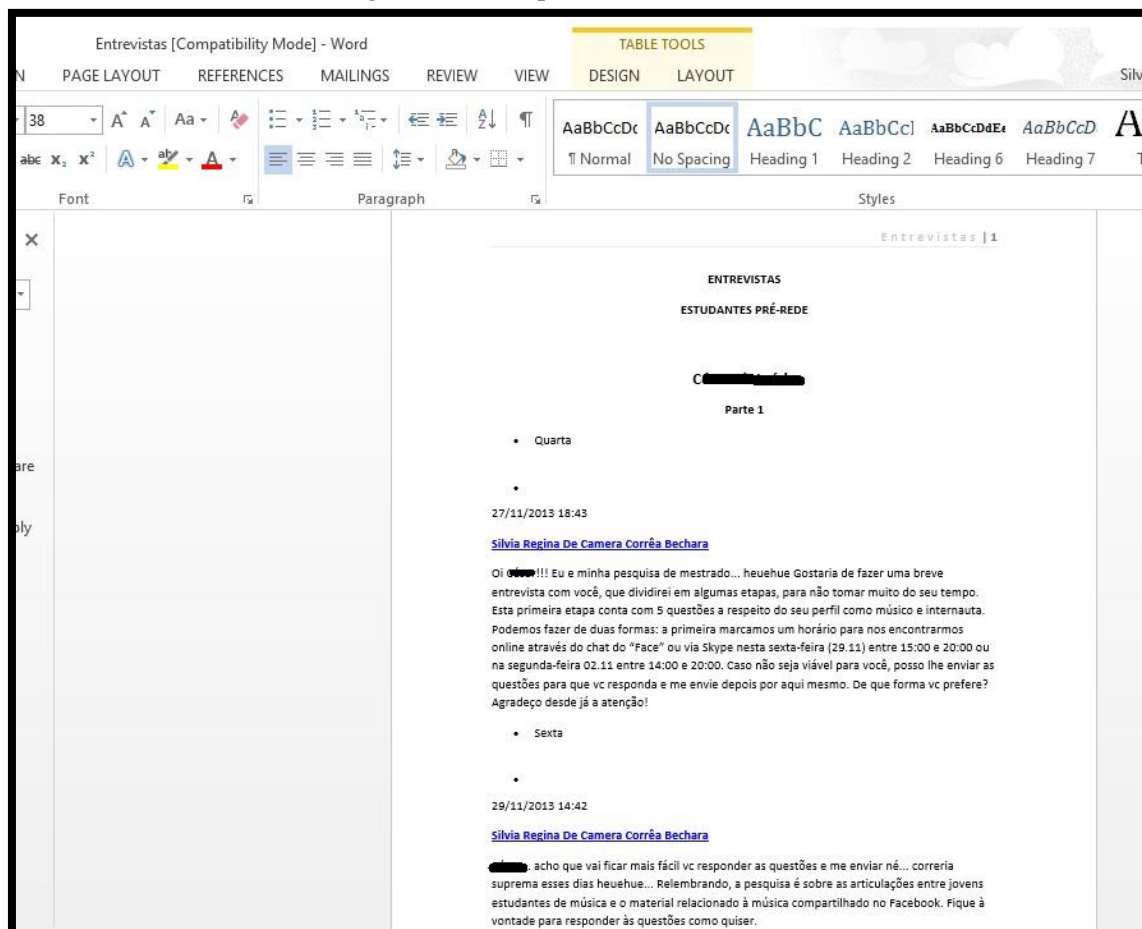 Entrevistas [Compatibility Mode] - Word
TABLE TOOLS
N PAGE LAYOUT REFERENCES MAILINGS REVIEW VIEW DESIGN LAYOUT Silv
38 Aa
AaBbCcDc AaBbCcDc AaBbC AaBbCc AaBbCcDdEe AaBbCcD A
abc X₂ X² A aby A
¶ Normal No Spacing Heading 1 Heading 2 Heading 6 Heading 7 T
Font Paragraph Styles
Entrevistas | 1
ENTREVISTAS
ESTUDANTES PRÉ-REDE
Parte 1
• Quarta
are
•
ply
27/11/2013 18:43
Silvia Regina De Camera Corrêa Bechara
Oi !!! Eu e minha pesquisa de mestrado... heuehue Gostaria de fazer uma breve
entrevista com você, que dividirei em algumas etapas, para não tomar muito do seu tempo.
Esta primeira etapa conta com 5 questões a respeito do seu perfil como músico e internauta.
Podemos fazer de duas formas: a primeira marcamos um horário para nos encontrarmos
online através do chat do "Face" ou via Skype nesta sexta-feira (29.11) entre 15:00 e 20:00 ou
na segunda-feira 02.11 entre 14:00 e 20:00. Caso não seja viável para você, posso lhe enviar as
questões para que vc responda e me envie depois por aqui mesmo. De que forma vc prefere?
Agradeço desde já a atenção!
• Sexta
•
29/11/2013 14:42
Silvia Regina De Camera Corrêa Bechara
. acho que vai ficar mais fácil vc responder as questões e me enviar né... correria
suprema esses dias heuehue... Relembrando, a pesquisa é sobre as articulações entre jovens
estudantes de música e o material relacionado à música compartilhado no Facebook. Fique à
vontade para responder às questões como quiser.